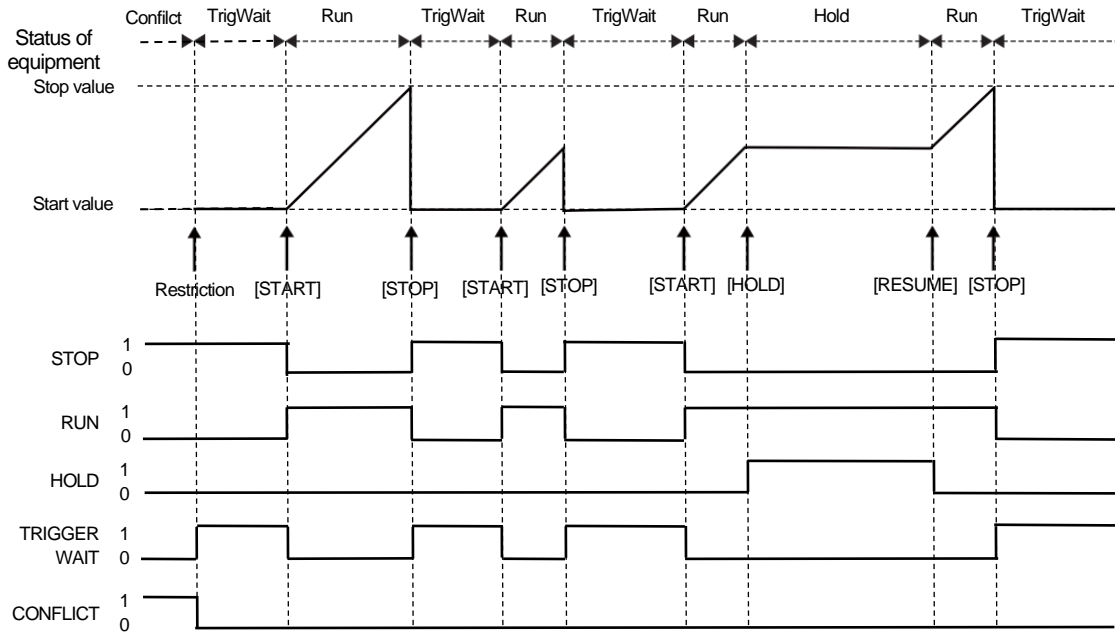 Confilct TrigWait Run TrigWait Run TrigWait Run Hold Run TrigWait
Status of
equipment
Stop value
Start value
Restriction [START] [STOP] [START] [STOP] [START] [HOLD] [RESUME] [STOP]
STOP 1
0
RUN 1
0
HOLD 1
0
TRIGGER 1
WAIT 0
CONFLICT 1
0